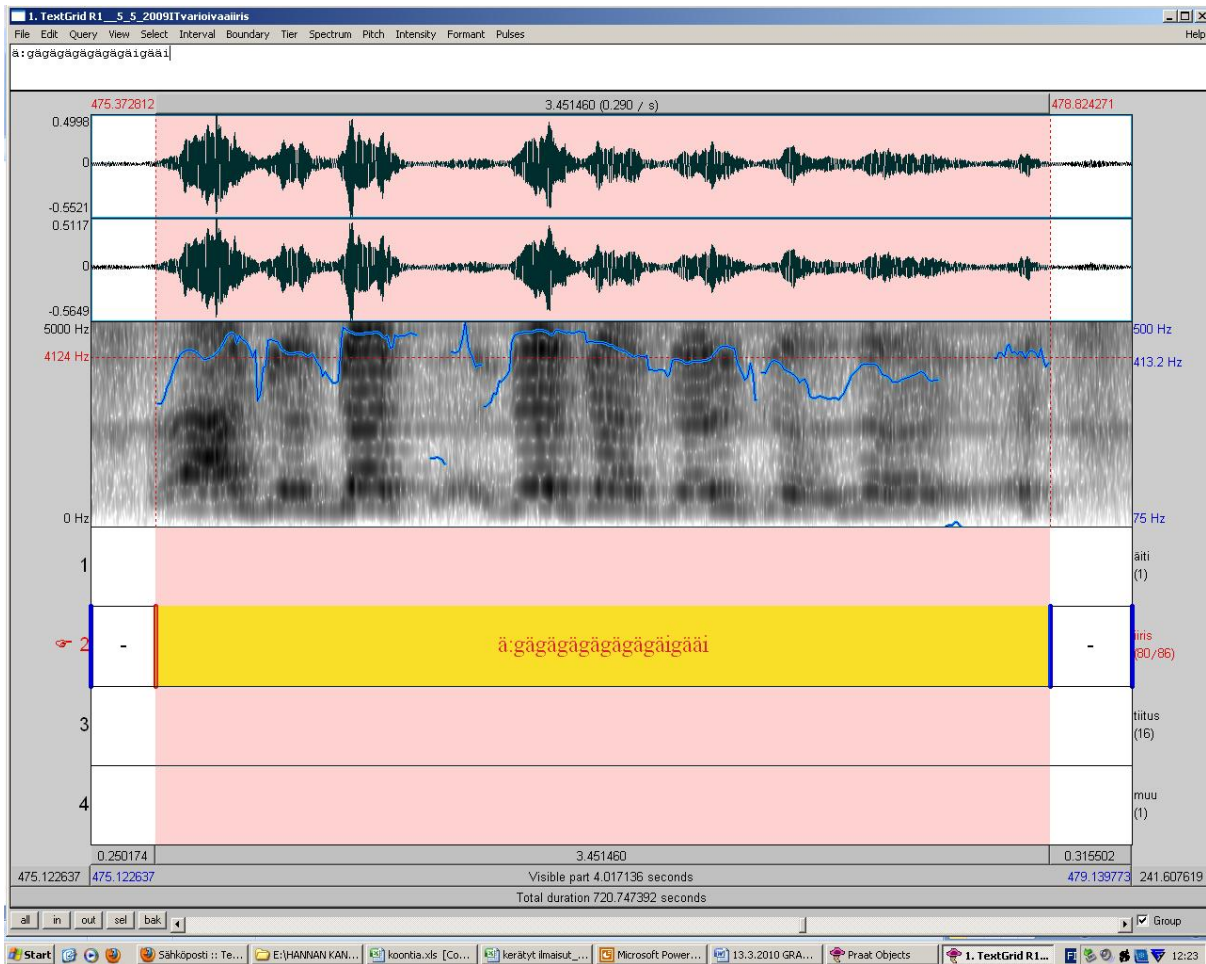 1. TextGrid R1__5_5_2009ITvarioivaaiiris
File Edit Query View Select Interval Boundary Tier Spectrum Pitch Intensity Formant Pulses Help
ä:gägägägägägägäigääi
475.372812 3.451460 (0.290 / s) 478.824271
0.4998
0
-0.5521
0.5117
0
-0.5649
5000 Hz 500 Hz
4124 Hz 413.2 Hz
0 Hz 75 Hz
1 äiti
(1)
2 - ä:gägägägägägägäigääi - iiris
(80/86)
3 tiitus
(16)
4 muu
(1)
0.250174 3.451460 0.315502
475.122637 475.122637 Visible part 4.017136 seconds 479.139773 241.607619
Total duration 720.747392 seconds
all in out sel bak Group
Start Sähköposti :: Te... E:\HANNAN KAN... koontia.xls [Co... kerätyt ilmaisut_... Microsoft Power... 13.3.2010 GRA... Praat Objects 1. TextGrid R1... FI 12:23